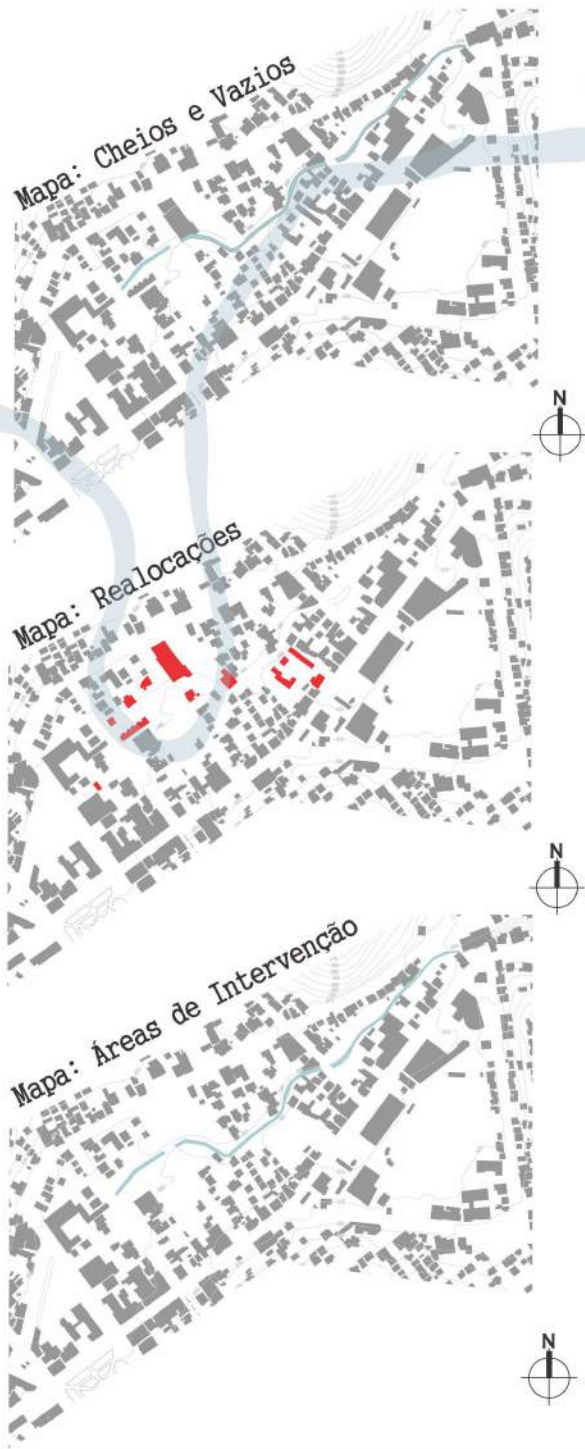 Mapa: Cheios e Vazios
N
Mapa: Realocações
N
Mapa: Áreas de Intervenção
N